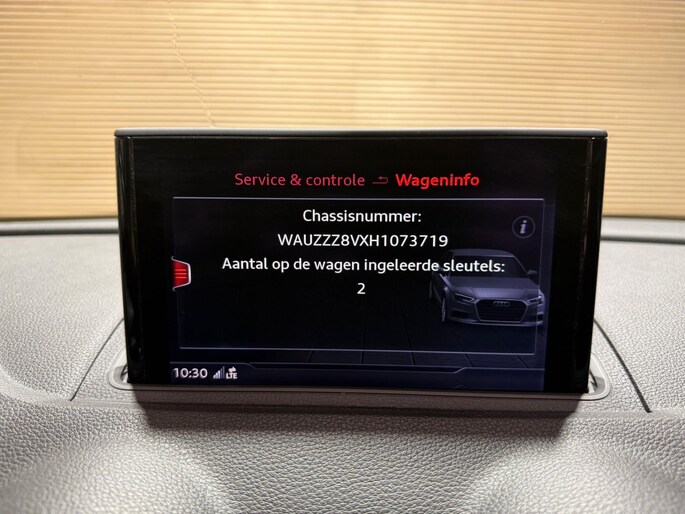 Service & controle Wageninfo
Chassisnummer:
WAUZZZ8VXH1073719
Aantal op de wagen ingeleerde sleutels:
2
10:30 LTE